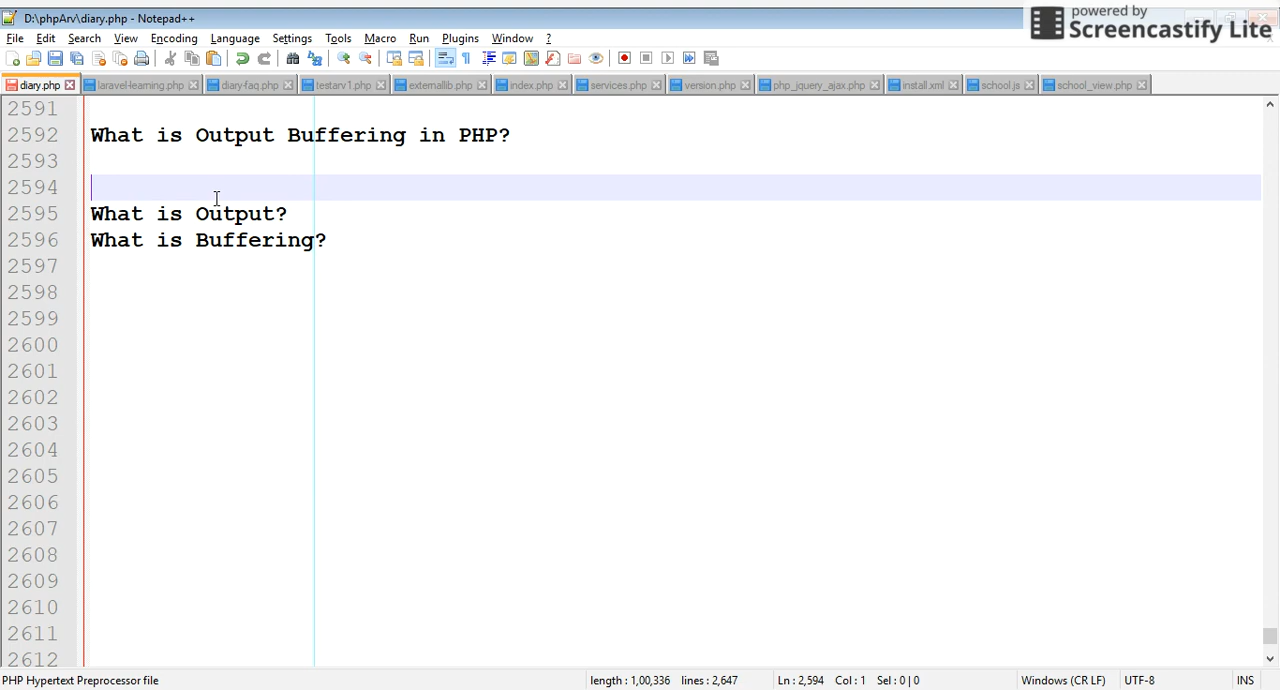 D:\phpArv\diary.php - Notepad++
powered by
Screencastify Lite
File Edit Search View Encoding Language Settings Tools Macro Run Plugins Window ?
diary.php laravel-learning.php diary-faq.php testarv1.php externallib.php index.php services.php version.php php_jquery_ajax.php install.xml school.js school_view.php
2591
2592 What is Output Buffering in PHP?
2593
2594
2595 What is Output?
2596 What is Buffering?
2597
2598
2599
2600
2601
2602
2603
2604
2605
2606
2607
2608
2609
2610
2611
2612
PHP Hypertext Preprocessor file length : 1,00,336 lines : 2,647 Ln : 2,594 Col : 1 Sel : 0 | 0 Windows (CR LF) UTF-8 INS